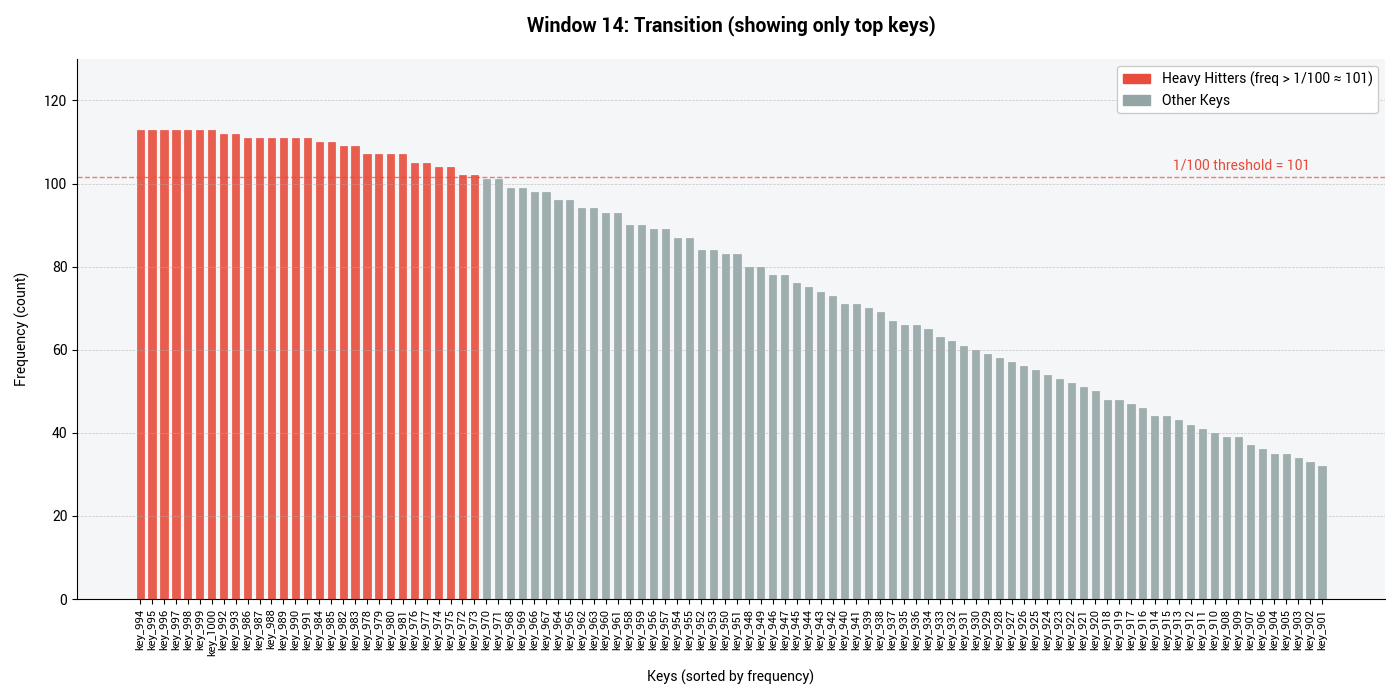 Window 14: Transition (showing only top keys)
Heavy Hitters (freq > 1/100 ≈ 101)
Other Keys
1/100 threshold = 101
Frequency (count)
120
100
80
60
40
20
0
key_994
key_995
key_996
key_997
key_998
key_999
key_1000
key_992
key_993
key_986
key_987
key_988
key_989
key_990
key_991
key_984
key_985
key_982
key_983
key_978
key_979
key_980
key_981
key_976
key_977
key_974
key_975
key_972
key_973
key_970
key_971
key_968
key_969
key_966
key_967
key_964
key_965
key_962
key_963
key_960
key_961
key_958
key_959
key_956
key_957
key_954
key_955
key_952
key_953
key_950
key_951
key_948
key_949
key_946
key_947
key_945
key_944
key_943
key_942
key_940
key_941
key_939
key_938
key_937
key_935
key_936
key_934
key_933
key_932
key_931
key_930
key_929
key_928
key_927
key_926
key_925
key_924
key_923
key_922
key_921
key_920
key_918
key_919
key_917
key_916
key_914
key_915
key_913
key_912
key_911
key_910
key_908
key_909
key_907
key_906
key_904
key_905
key_903
key_902
key_901
Keys (sorted by frequency)